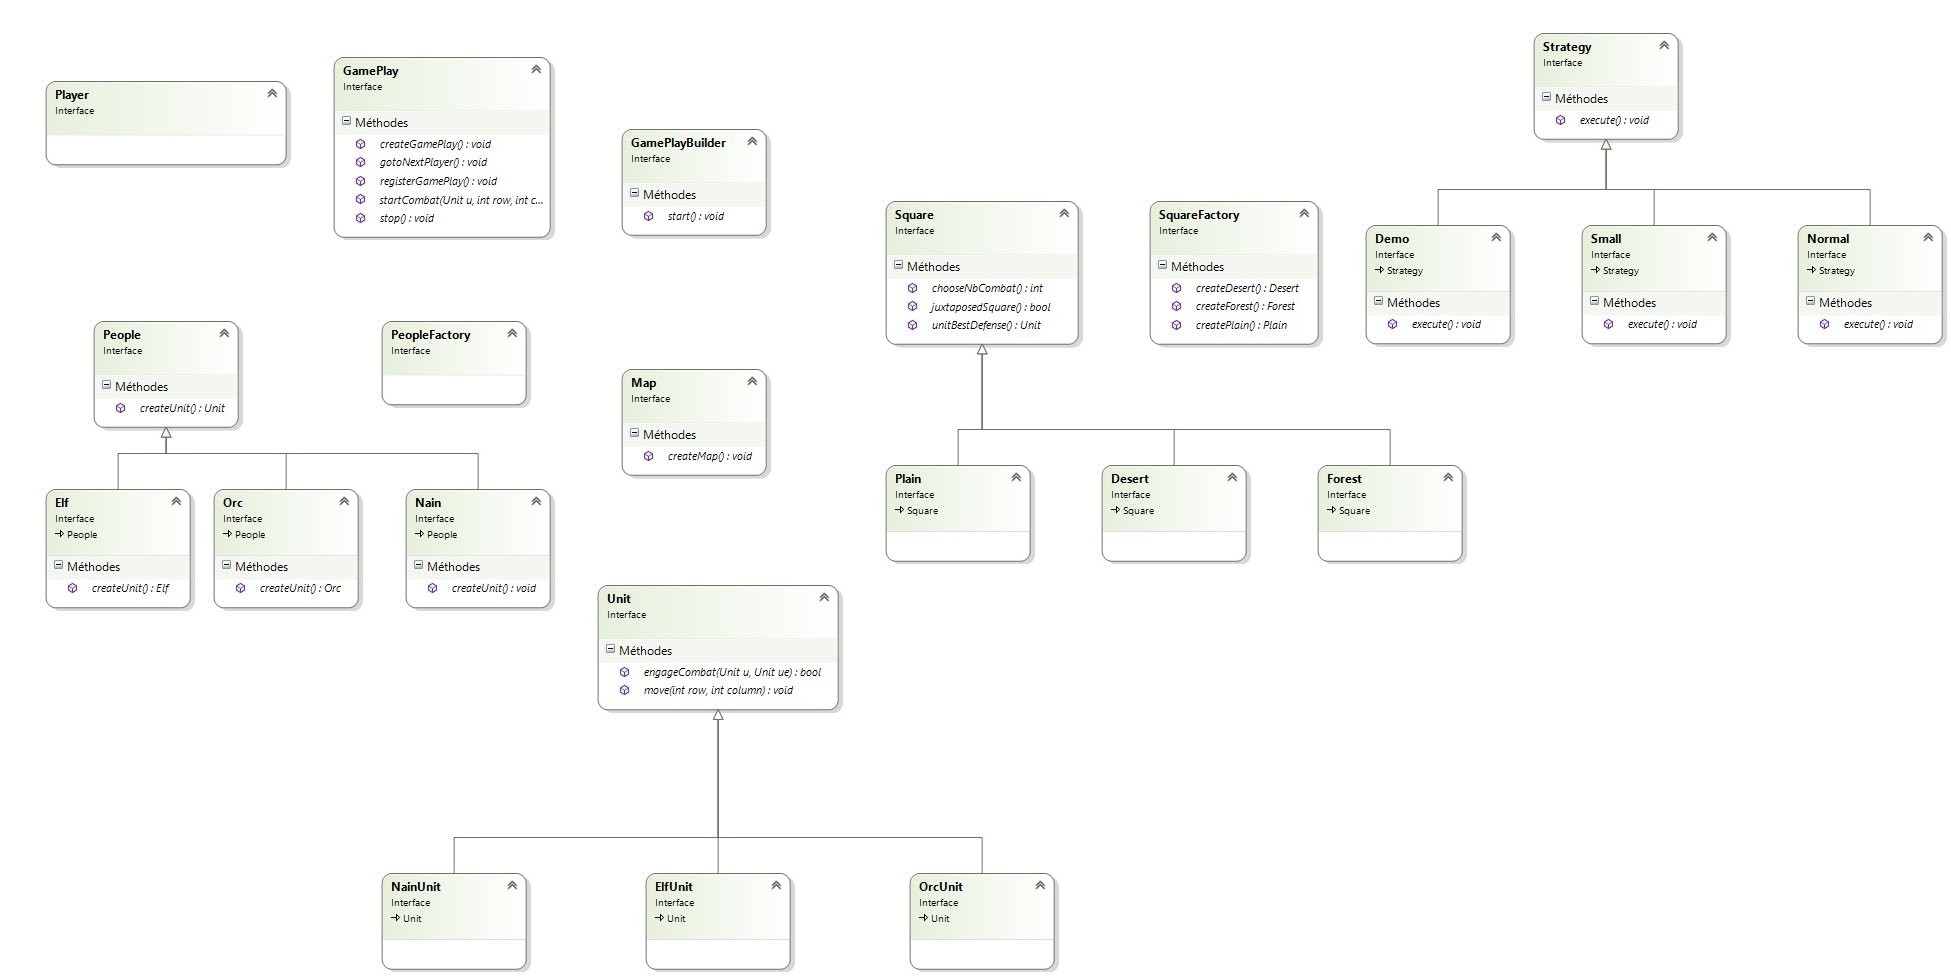 Player
Interface
GamePlay
Interface
Méthodes
createGamePlay() : void
gotoNextPlayer() : void
registerGamePlay() : void
startCombat(Unit u, int row, int c...
stop() : void
GamePlayBuilder
Interface
Méthodes
start() : void
Square
Interface
Méthodes
chooseNbCombat() : int
juxtaposedSquare() : bool
unitBestDefense() : Unit
SquareFactory
Interface
Méthodes
createDesert() : Desert
createForest() : Forest
createPlain() : Plain
Strategy
Interface
Méthodes
execute() : void
Demo
Interface
Strategy
Méthodes
execute() : void
Small
Interface
Strategy
Méthodes
execute() : void
Normal
Interface
Strategy
Méthodes
execute() : void
People
Interface
Méthodes
createUnit() : Unit
PeopleFactory
Interface
Map
Interface
Méthodes
createMap() : void
Elf
Interface
People
Méthodes
createUnit() : Elf
Orc
Interface
People
Méthodes
createUnit() : Orc
Nain
Interface
People
Méthodes
createUnit() : void
Plain
Interface
Square
Desert
Interface
Square
Forest
Interface
Square
Unit
Interface
Méthodes
engageCombat(Unit u, Unit ue) : bool
move(int row, int column) : void
NainUnit
Interface
Unit
ElfUnit
Interface
Unit
OrcUnit
Interface
Unit